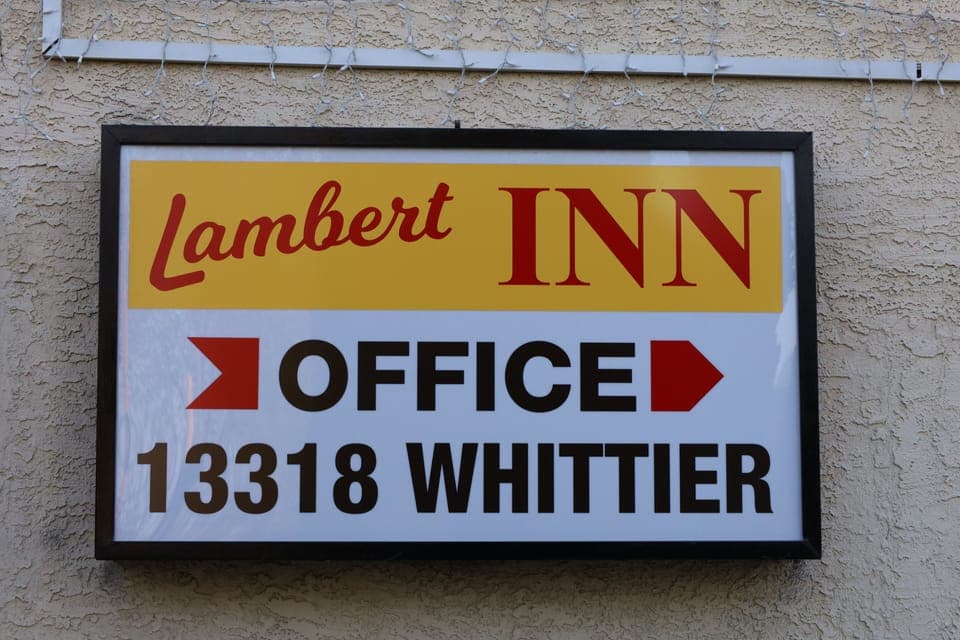 Lambert INN
OFFICE
13318 WHITTIER